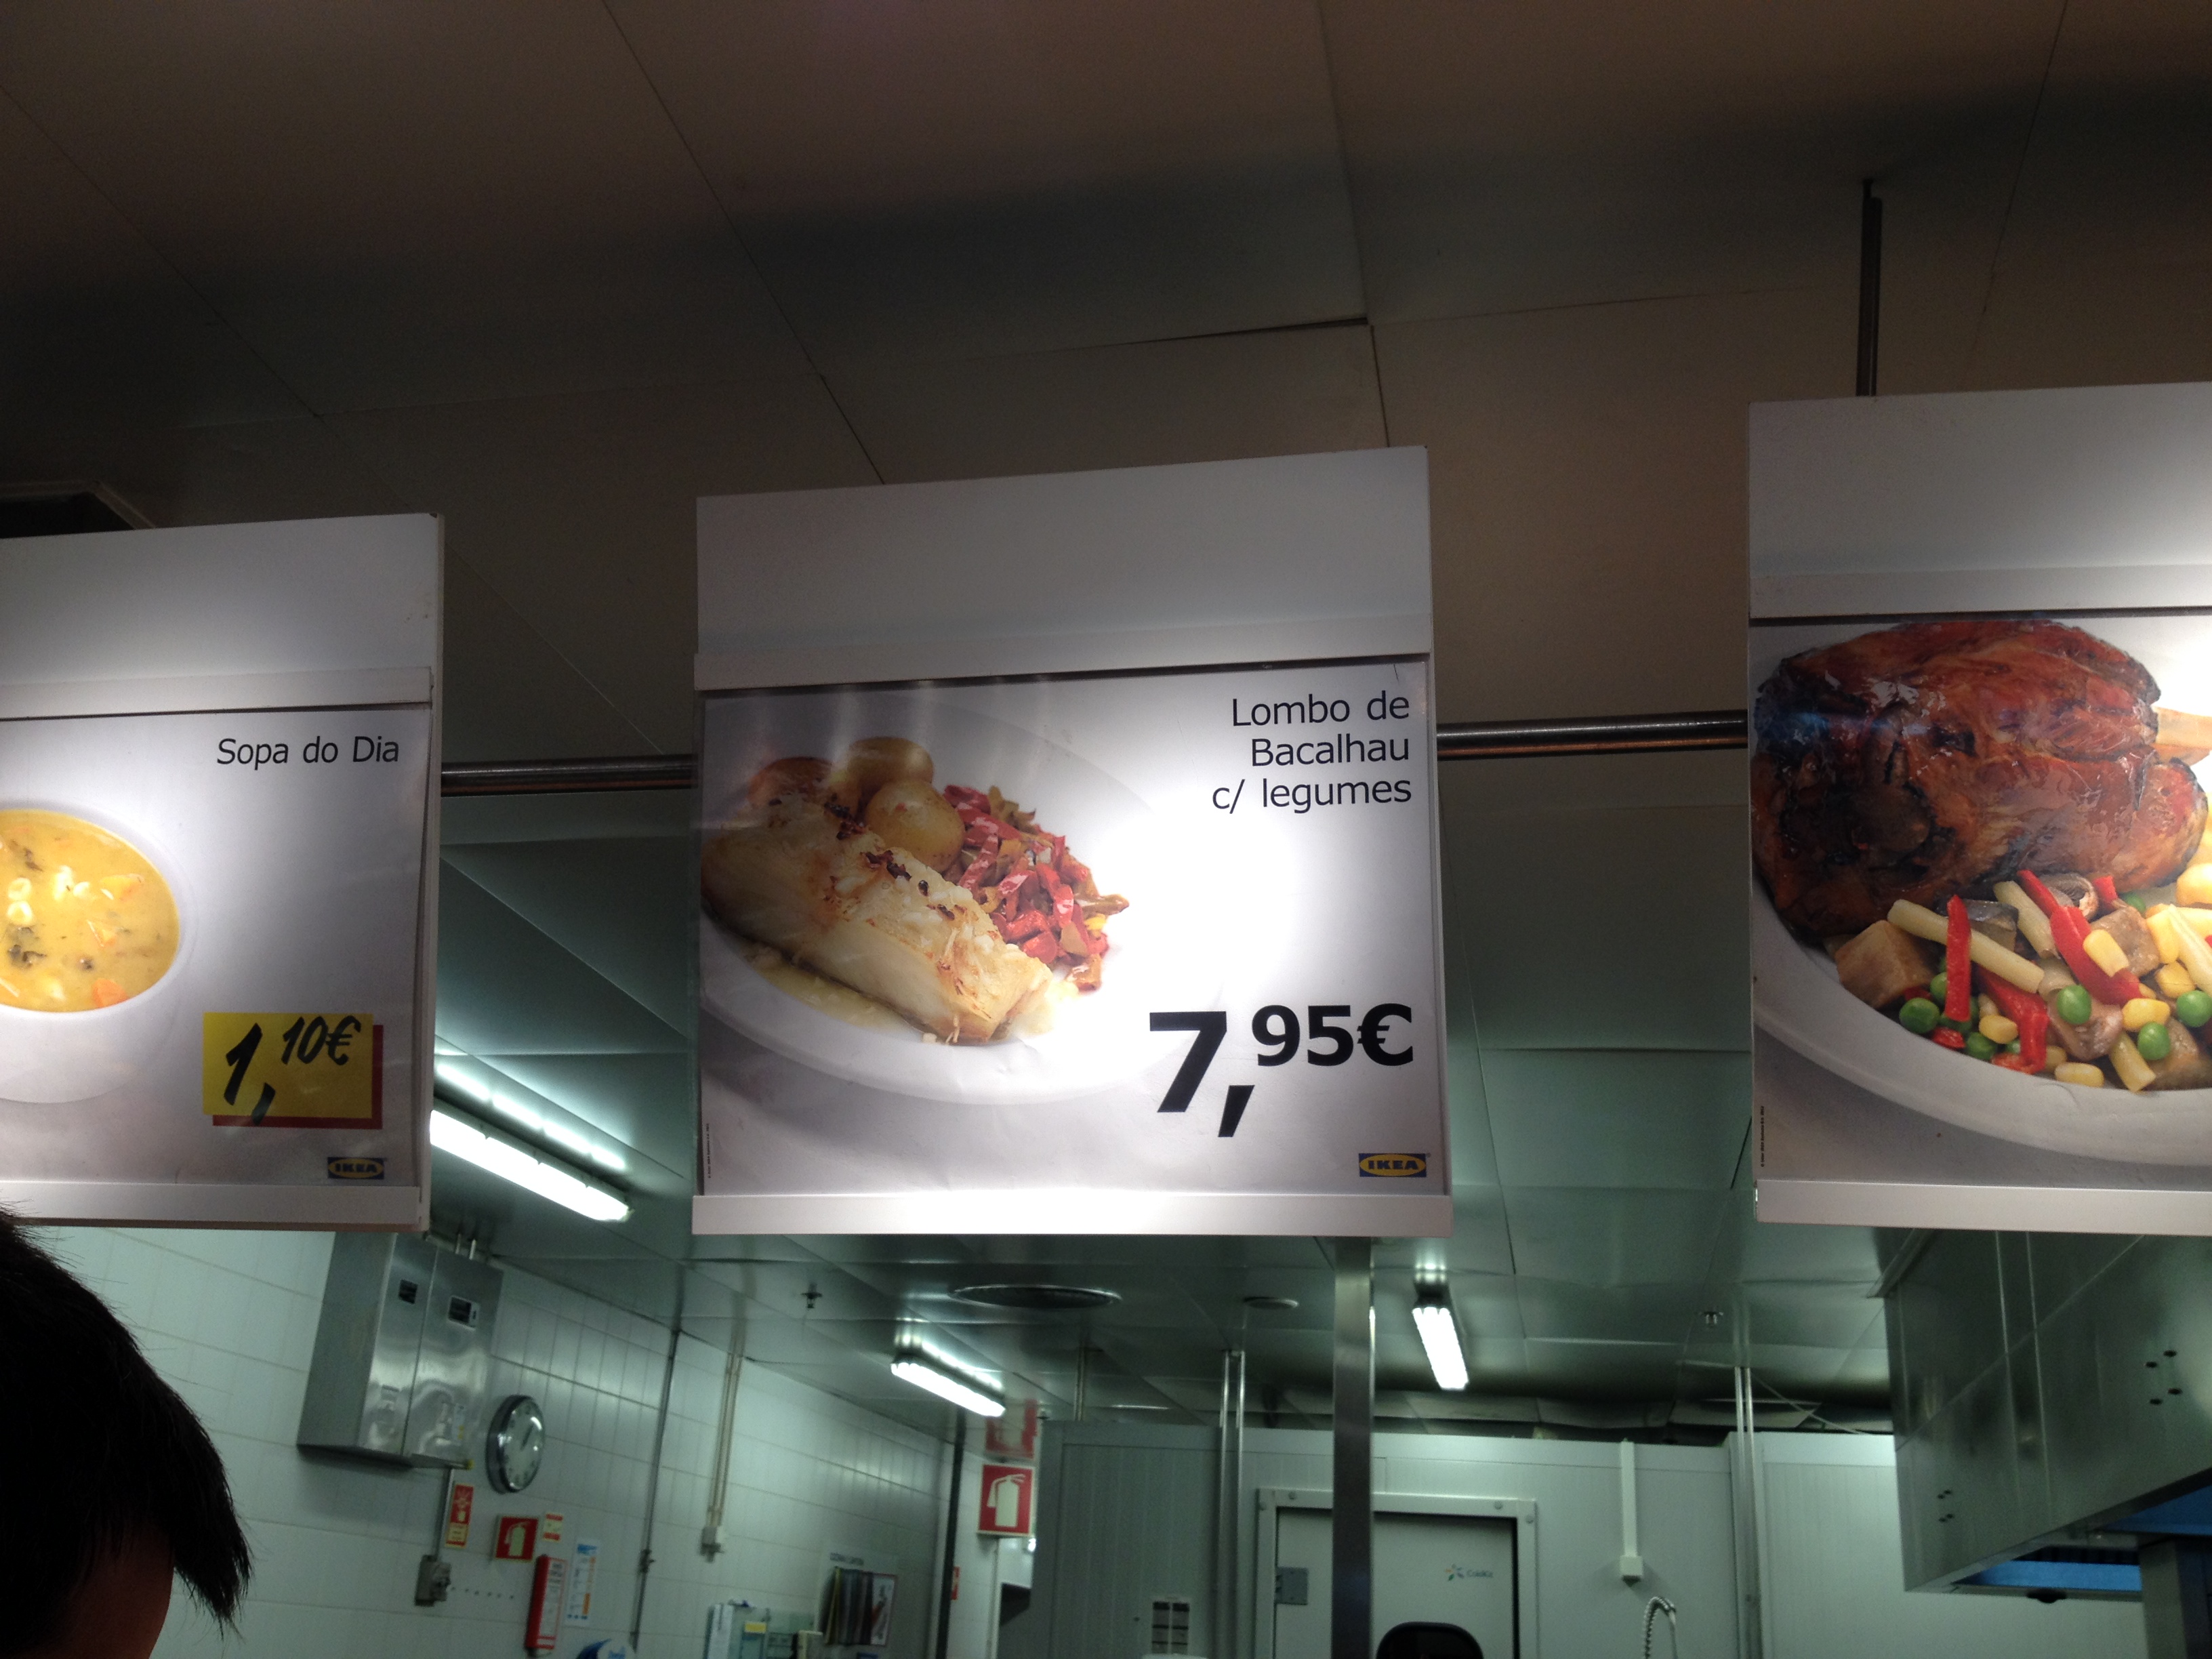 Sopa do Dia
1,10€
IKEA
Lombo de
Bacalhau
c/ legumes
7,95€
IKEA